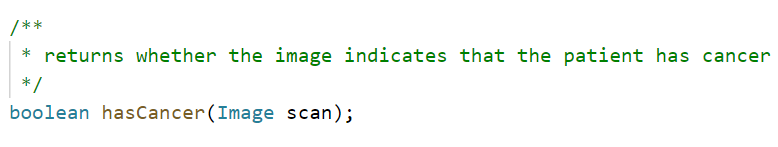 /**
 * returns whether the image indicates that the patient has cancer
 */
boolean hasCancer(Image scan);